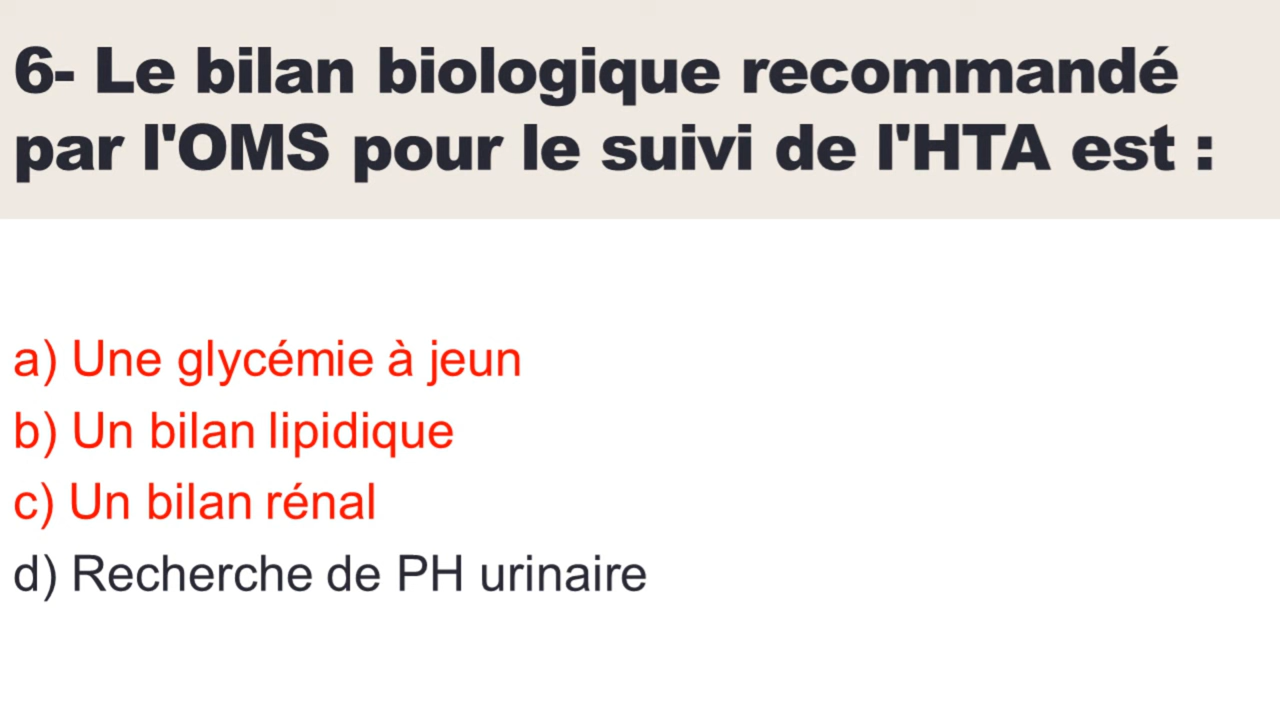 6- Le bilan biologique recommandé
par l'OMS pour le suivi de l'HTA est :
a) Une glycémie à jeun
b) Un bilan lipidique
c) Un bilan rénal
d) Recherche de PH urinaire